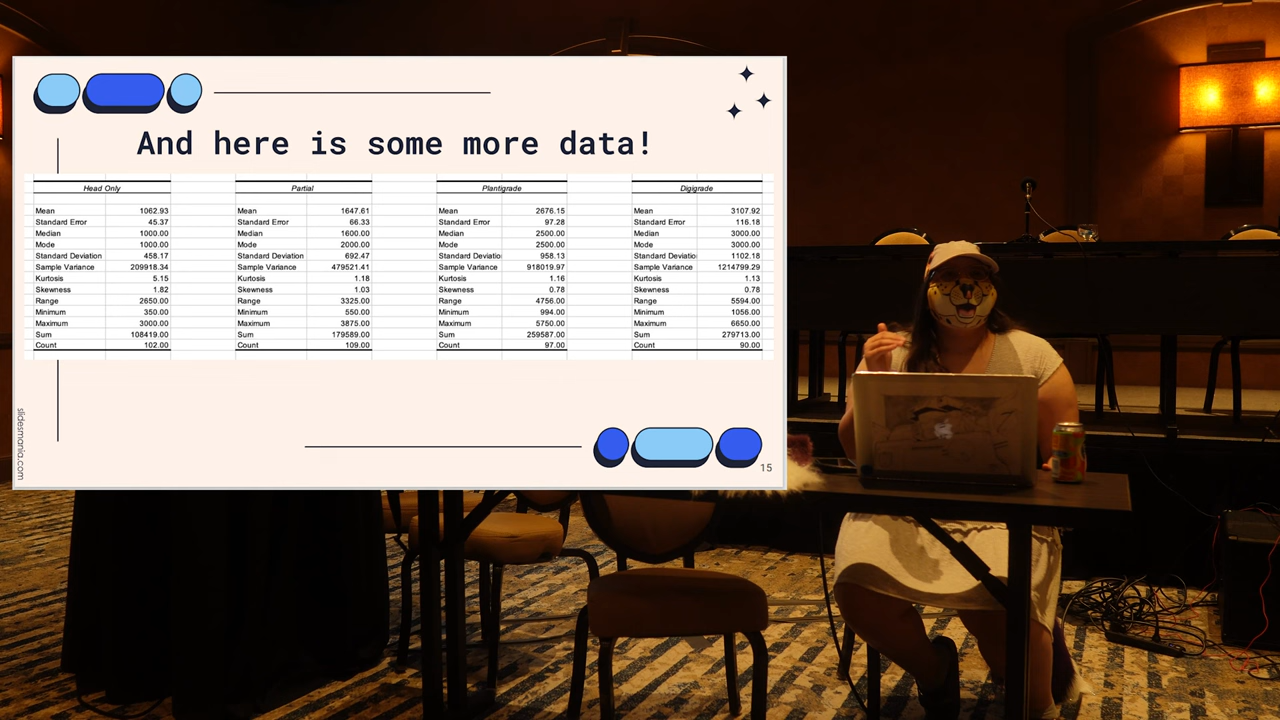 And here is some more data!
Head Only Partial Plantigrade Digigrade
Mean 1062.93 Mean 1647.61 Mean 2676.15 Mean 3107.92
Standard Error 45.37 Standard Error 66.33 Standard Error 97.28 Standard Error 116.18
Median 1000.00 Median 1600.00 Median 2500.00 Median 3000.00
Mode 1000.00 Mode 2000.00 Mode 2500.00 Mode 3000.00
Standard Deviation 458.17 Standard Deviation 692.47 Standard Deviatio 958.13 Standard Deviatio 1102.18
Sample Variance 209918.34 Sample Variance 479521.41 Sample Variance 918019.97 Sample Variance 1214799.29
Kurtosis 5.15 Kurtosis 1.18 Kurtosis 1.16 Kurtosis 1.13
Skewness 1.82 Skewness 1.03 Skewness 0.78 Skewness 0.78
Range 2650.00 Range 3325.00 Range 4756.00 Range 5594.00
Minimum 350.00 Minimum 550.00 Minimum 994.00 Minimum 1056.00
Maximum 3000.00 Maximum 3875.00 Maximum 5750.00 Maximum 6650.00
Sum 108419.00 Sum 179589.00 Sum 259587.00 Sum 279713.00
Count 102.00 Count 109.00 Count 97.00 Count 90.00
slidesmania.com
15